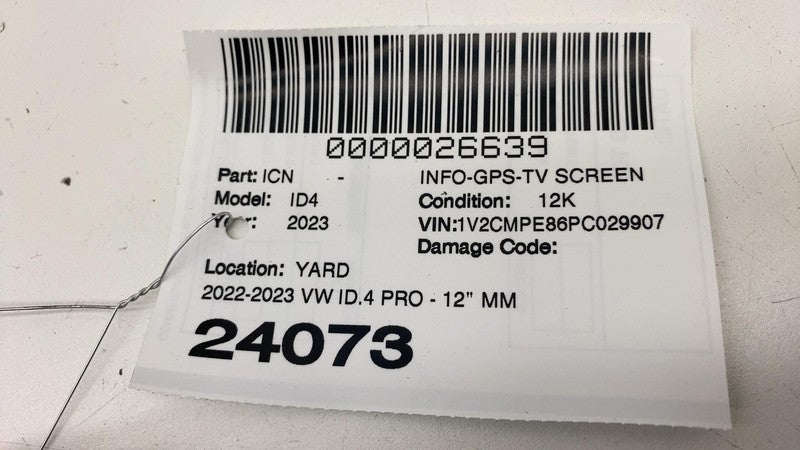 0000026639
Part: ICN - INFO-GPS-TV SCREEN
Model: ID4 Condition: 12K
Year: 2023 VIN:1V2CMPE86PC029907
Damage Code:
Location: YARD
2022-2023 VW ID.4 PRO - 12" MM
24073